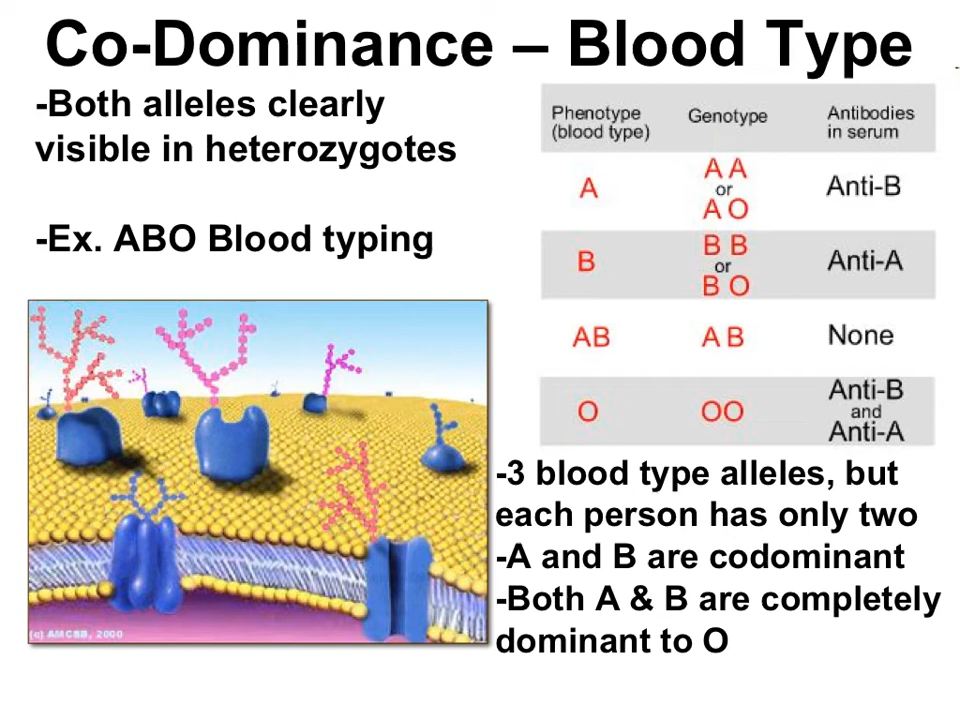 Co-Dominance – Blood Type
-Both alleles clearly
visible in heterozygotes
-Ex. ABO Blood typing
Phenotype
(blood type)
Genotype
Antibodies
in serum
A
A A
or
A O
Anti-B
B
B B
or
B O
Anti-A
AB
A B
None
O
OO
Anti-B
and
Anti-A
(c) AMCBB, 2000
-3 blood type alleles, but
each person has only two
-A and B are codominant
-Both A & B are completely
dominant to O